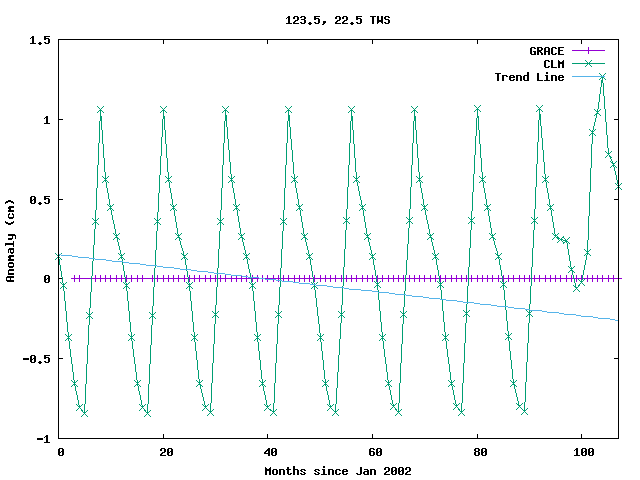 123.5, 22.5 TWS
GRACE
CLM
Trend Line
1.5
1
0.5
0
-0.5
-1
Anomaly (cm)
0 20 40 60 80 100
Months since Jan 2002